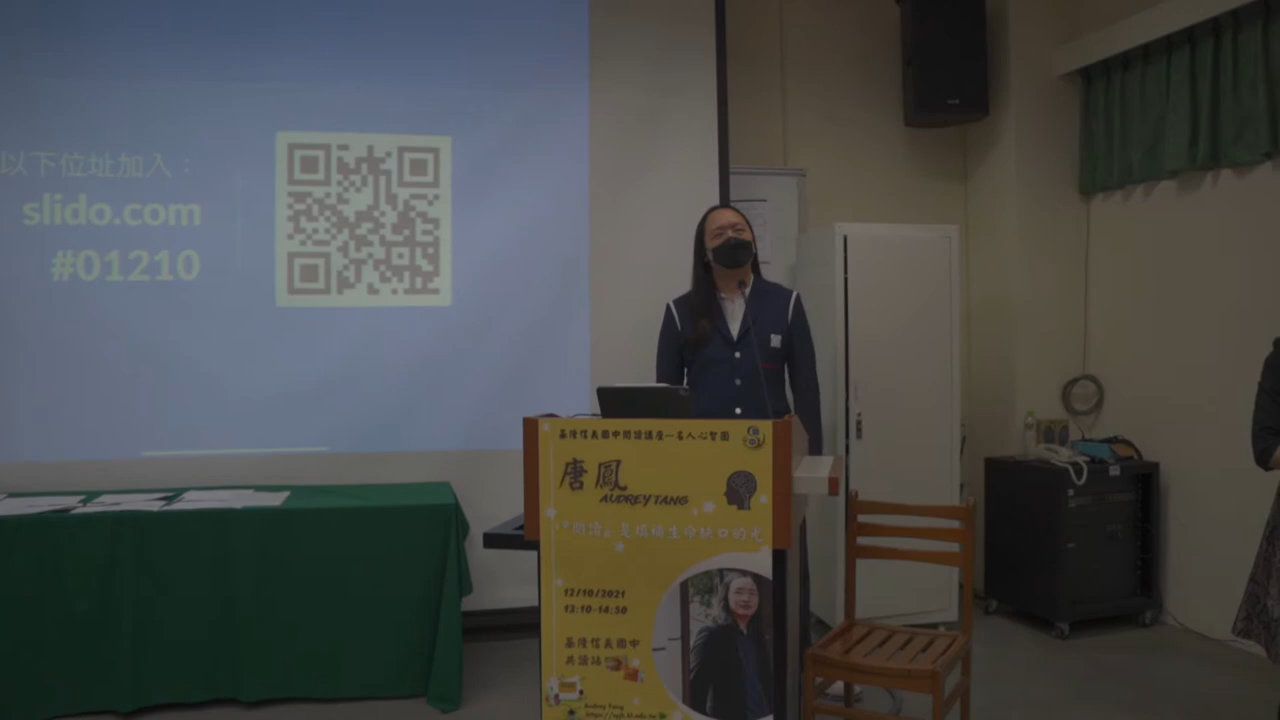 以下位址加入：
slido.com
#01210
基隆信義國中閱讀講座—名人心智圖
唐鳳
AUDREY TANG
『閱讀』是填補生命缺口的光
12/10/2021
13:10-14:50
基隆信義國中
共讀站
Audrey Tang